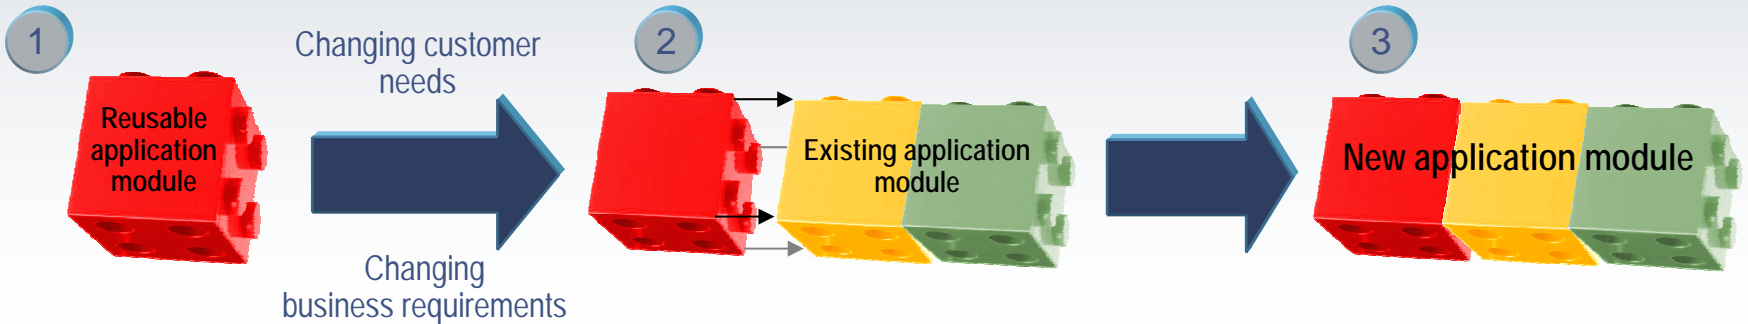 1
Reusable
application
module
Changing customer
needs
Changing
business requirements
2
Existing application
module
3
New application module